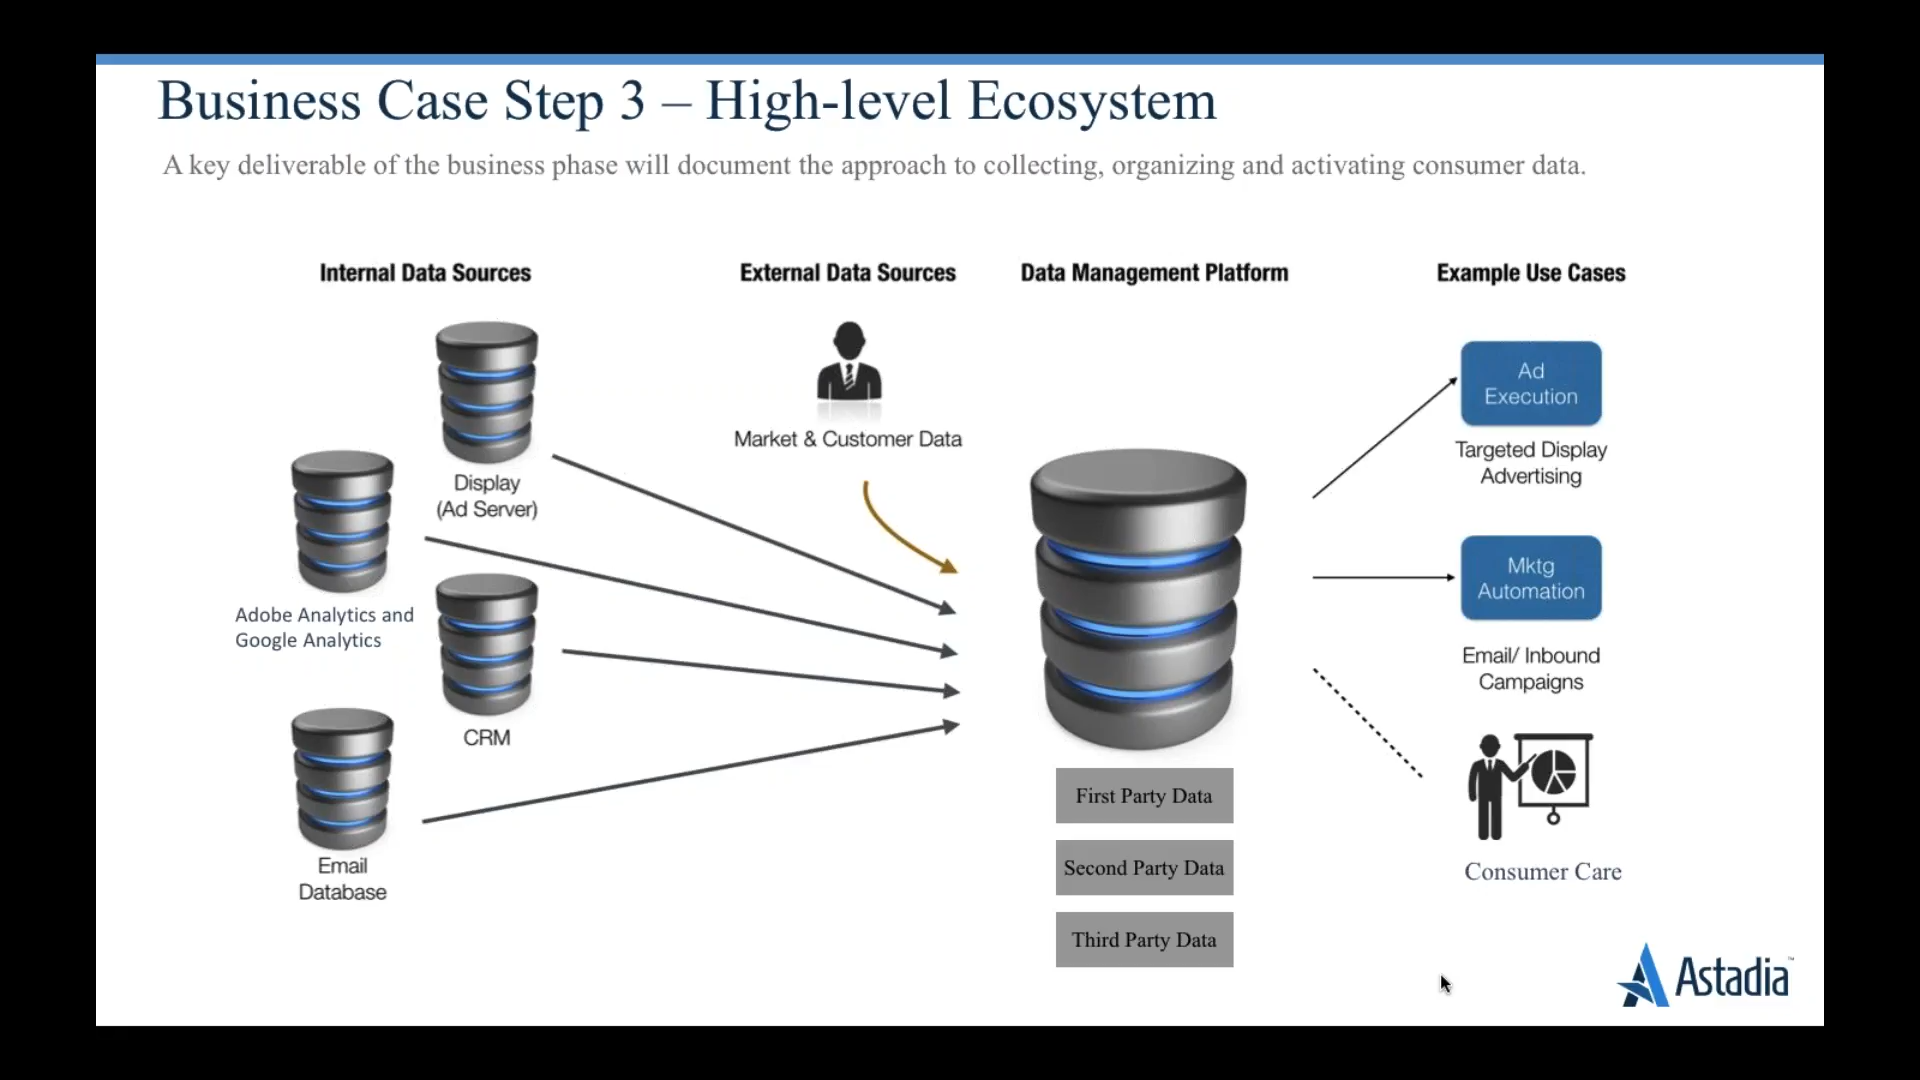 Business Case Step 3 – High-level Ecosystem
A key deliverable of the business phase will document the approach to collecting, organizing and activating consumer data.
Internal Data Sources
External Data Sources
Data Management Platform
Example Use Cases
Display
(Ad Server)
Adobe Analytics and
Google Analytics
CRM
Email
Database
Market & Customer Data
First Party Data
Second Party Data
Third Party Data
Ad
Execution
Targeted Display
Advertising
Mktg
Automation
Email/ Inbound
Campaigns
Consumer Care
Astadia™